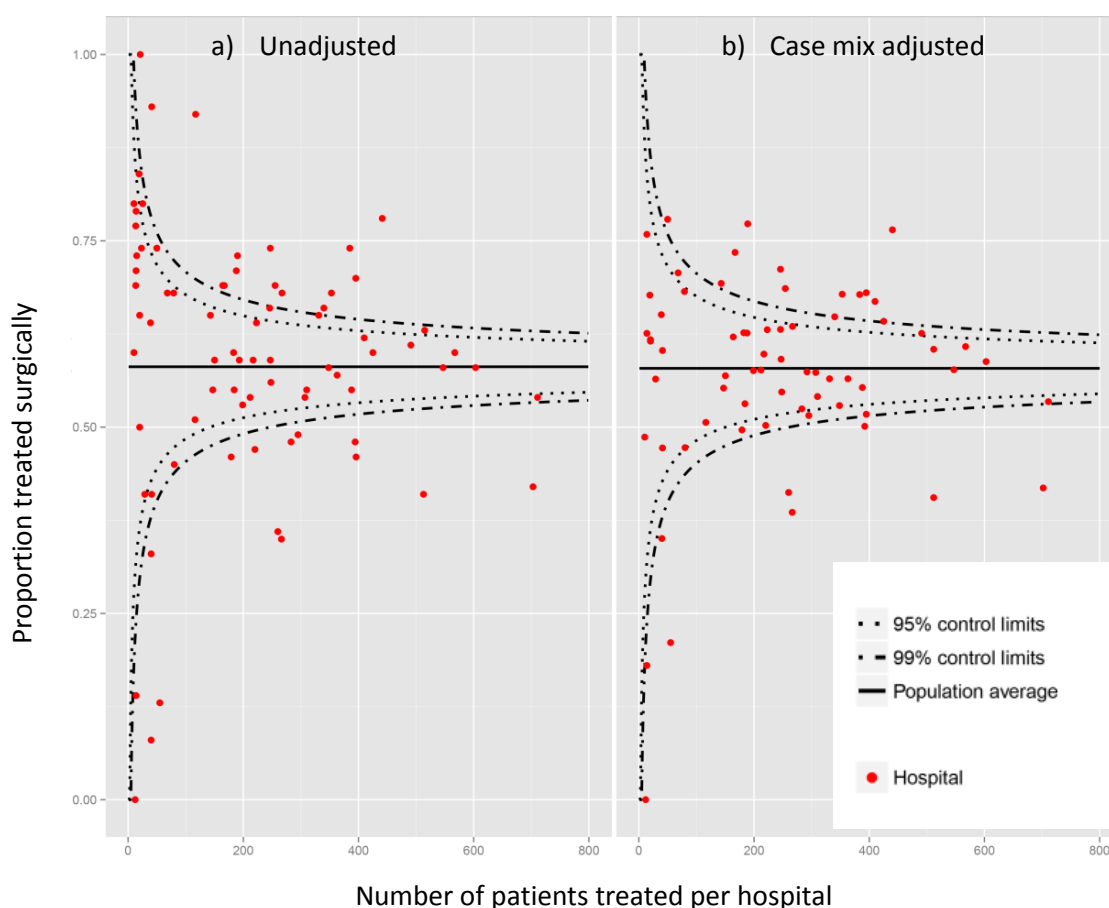 a) Unadjusted
b) Case mix adjusted
1.00
0.75
0.50
0.25
0.00
Proportion treated surgically
95% control limits
99% control limits
Population average
Hospital
0 200 400 600 800
0 200 400 600 800
Number of patients treated per hospital